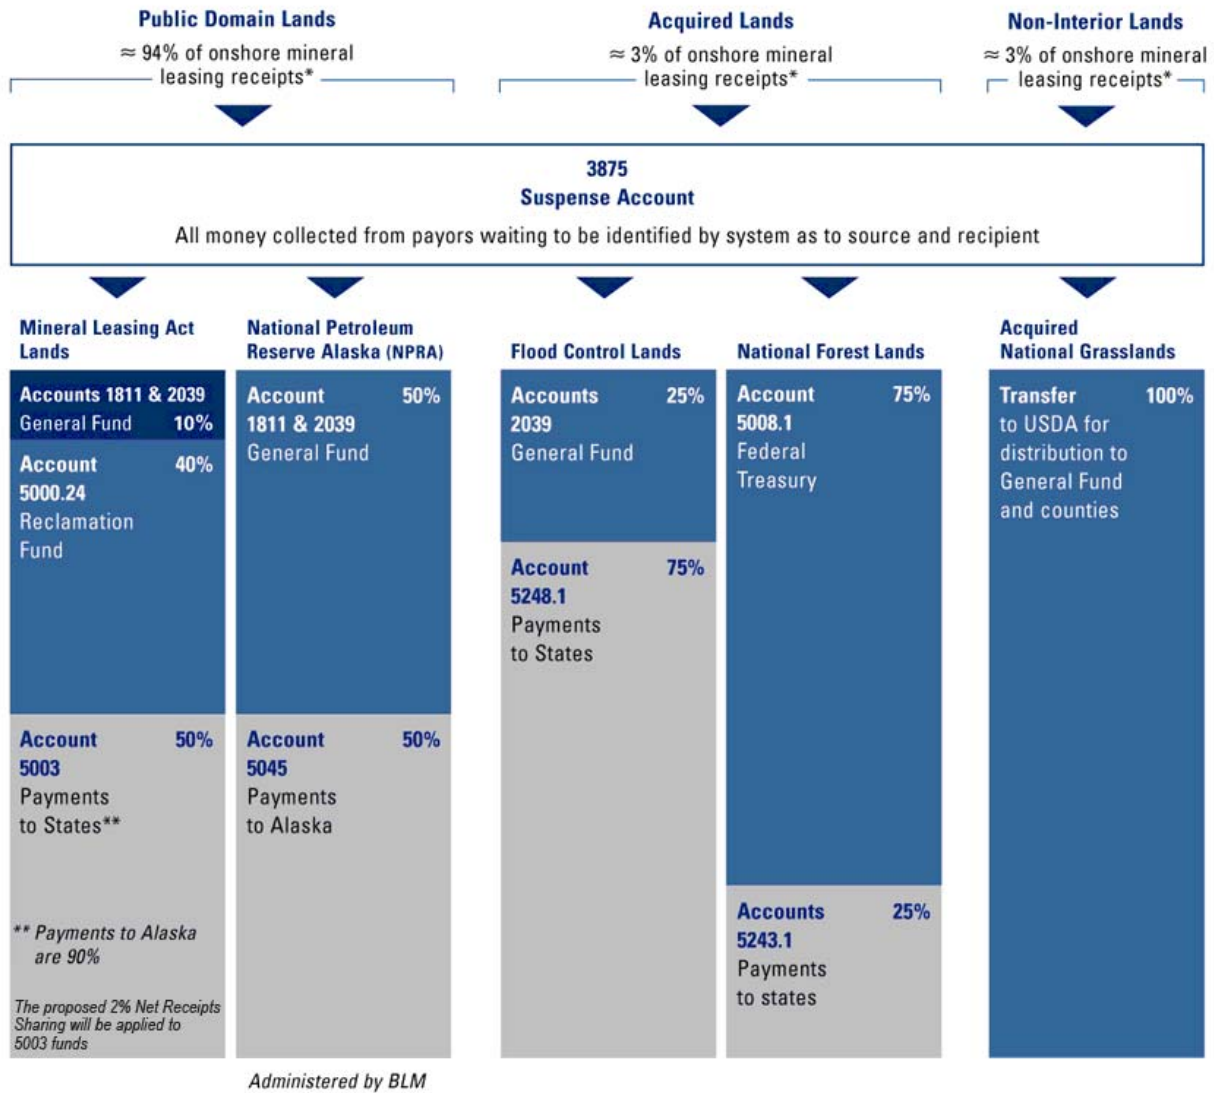 Public Domain Lands
≈ 94% of onshore mineral
leasing receipts*
Acquired Lands
≈ 3% of onshore mineral
leasing receipts*
Non-Interior Lands
≈ 3% of onshore mineral
leasing receipts*
3875
Suspense Account
All money collected from payors waiting to be identified by system as to source and recipient
Mineral Leasing Act
Lands
Accounts 1811 & 2039
General Fund 10%
Account 40%
5000.24
Reclamation
Fund
Account 50%
5003
Payments
to States**
** Payments to Alaska
are 90%
The proposed 2% Net Receipts
Sharing will be applied to
5003 funds
National Petroleum
Reserve Alaska (NPRA)
Account 50%
1811 & 2039
General Fund
Account 50%
5045
Payments
to Alaska
Administered by BLM
Flood Control Lands
Accounts 25%
2039
General Fund
Account 75%
5248.1
Payments
to States
National Forest Lands
Account 75%
5008.1
Federal
Treasury
Accounts 25%
5243.1
Payments
to states
Acquired
National Grasslands
Transfer 100%
to USDA for
distribution to
General Fund
and counties